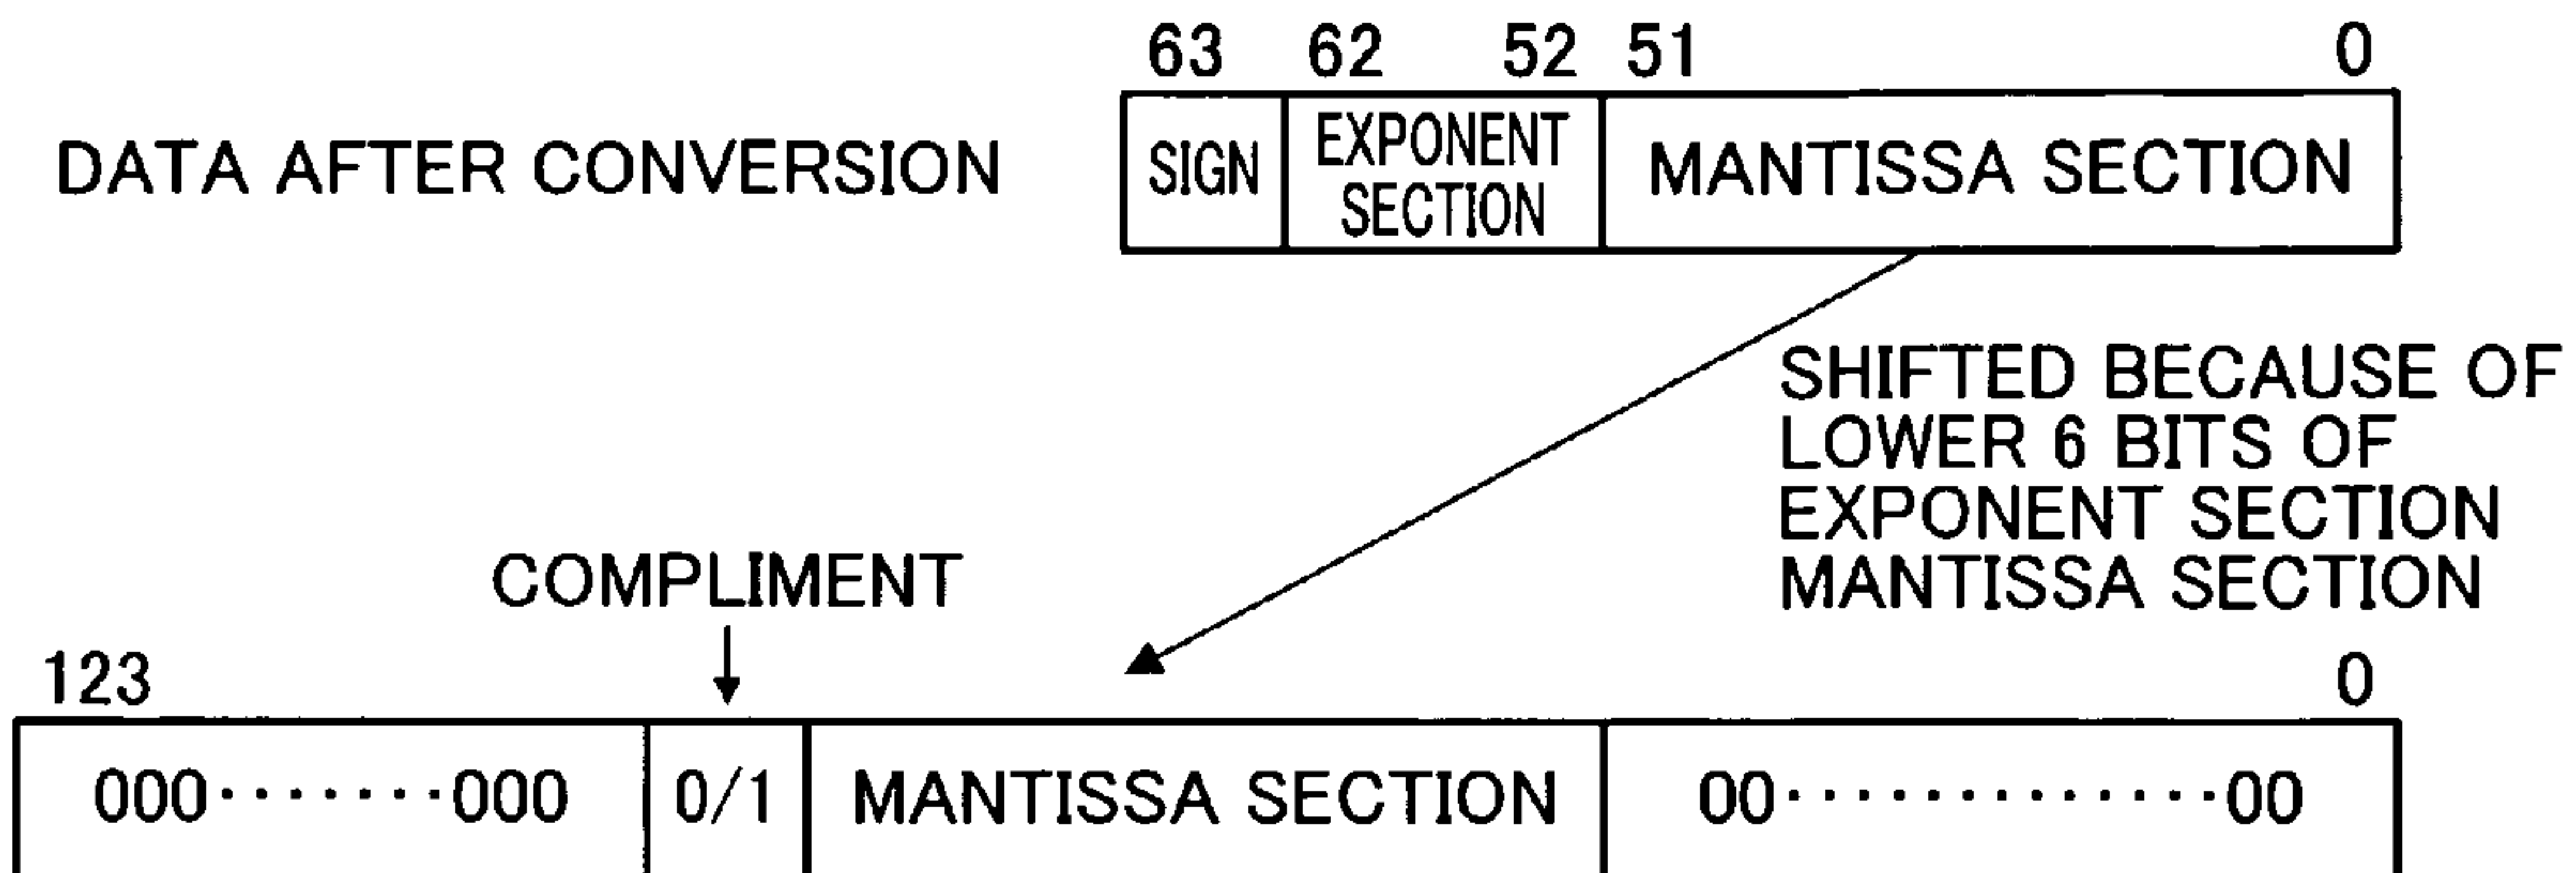 63 62 52 51 0
DATA AFTER CONVERSION
SIGN
EXPONENT
SECTION
MANTISSA SECTION
SHIFTED BECAUSE OF
LOWER 6 BITS OF
EXPONENT SECTION
MANTISSA SECTION
COMPLIMENT
123 0
000·······000 0/1 MANTISSA SECTION 00·············00